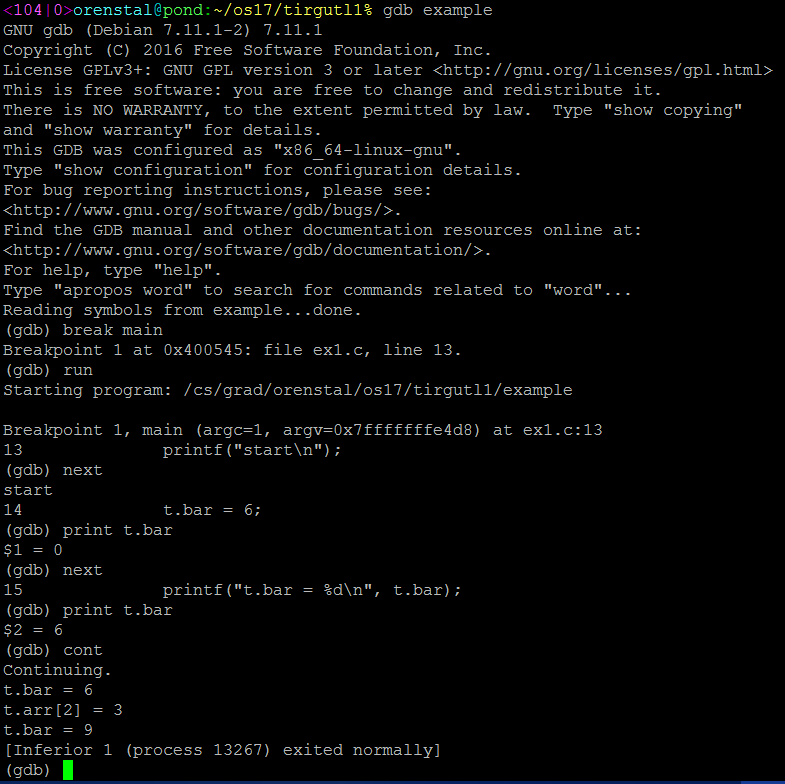 <104|0>orenstal@pond:~/os17/tirgutl1% gdb example
GNU gdb (Debian 7.11.1-2) 7.11.1
Copyright (C) 2016 Free Software Foundation, Inc.
License GPLv3+: GNU GPL version 3 or later <http://gnu.org/licenses/gpl.html>
This is free software: you are free to change and redistribute it.
There is NO WARRANTY, to the extent permitted by law.  Type "show copying"
and "show warranty" for details.
This GDB was configured as "x86_64-linux-gnu".
Type "show configuration" for configuration details.
For bug reporting instructions, please see:
<http://www.gnu.org/software/gdb/bugs/>.
Find the GDB manual and other documentation resources online at:
<http://www.gnu.org/software/gdb/documentation/>.
For help, type "help".
Type "apropos word" to search for commands related to "word"...
Reading symbols from example...done.
(gdb) break main
Breakpoint 1 at 0x400545: file ex1.c, line 13.
(gdb) run
Starting program: /cs/grad/orenstal/os17/tirgutl1/example

Breakpoint 1, main (argc=1, argv=0x7fffffffe4d8) at ex1.c:13
13              printf("start\n");
(gdb) next
start
14              t.bar = 6;
(gdb) print t.bar
$1 = 0
(gdb) next
15              printf("t.bar = %d\n", t.bar);
(gdb) print t.bar
$2 = 6
(gdb) cont
Continuing.
t.bar = 6
t.arr[2] = 3
t.bar = 9
[Inferior 1 (process 13267) exited normally]
(gdb)